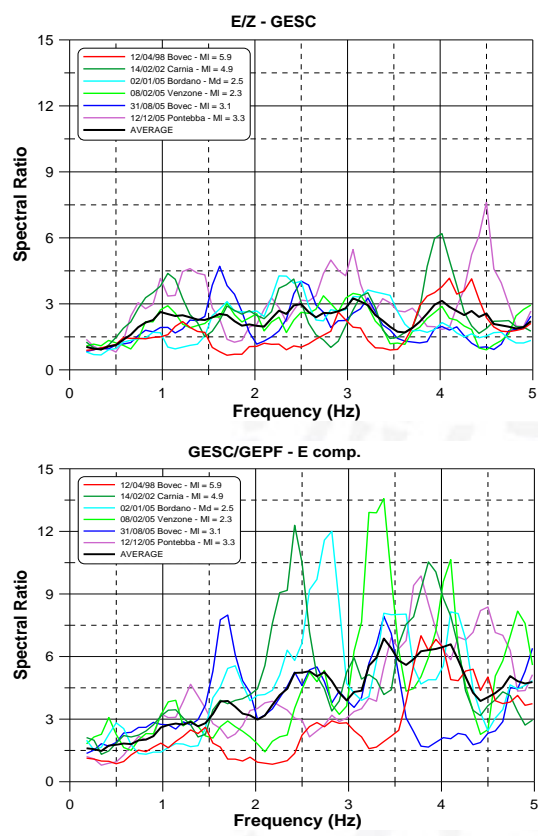 E/Z - GESC
15
12/04/98 Bovec - Ml = 5.9
14/02/02 Carnia - Ml = 4.9
02/01/05 Bordano - Md = 2.5
08/02/05 Venzone - Ml = 2.3
31/08/05 Bovec - Ml = 3.1
12/12/05 Pontebba - Ml = 3.3
AVERAGE
12
9
6
3
0
Spectral Ratio
0 1 2 3 4 5
Frequency (Hz)
GESC/GEPF - E comp.
15
12/04/98 Bovec - Ml = 5.9
14/02/02 Carnia - Ml = 4.9
02/01/05 Bordano - Md = 2.5
08/02/05 Venzone - Ml = 2.3
31/08/05 Bovec - Ml = 3.1
12/12/05 Pontebba - Ml = 3.3
AVERAGE
12
9
6
3
0
Spectral Ratio
0 1 2 3 4 5
Frequency (Hz)